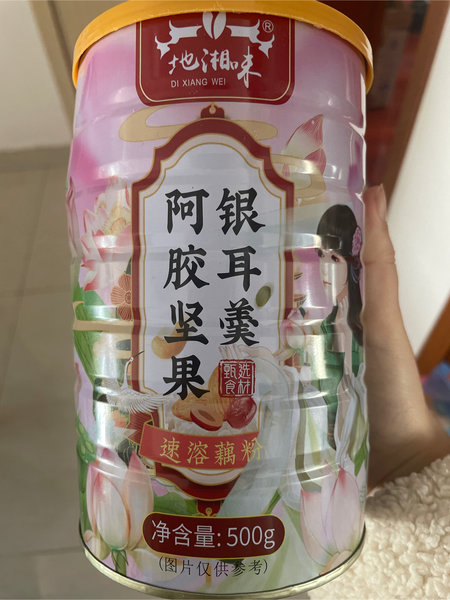 地湘味®
DI XIANG WEI
阿胶坚果
银耳羹
甄选
食材
速溶藕粉
净含量: 500g
(图片仅供参考)